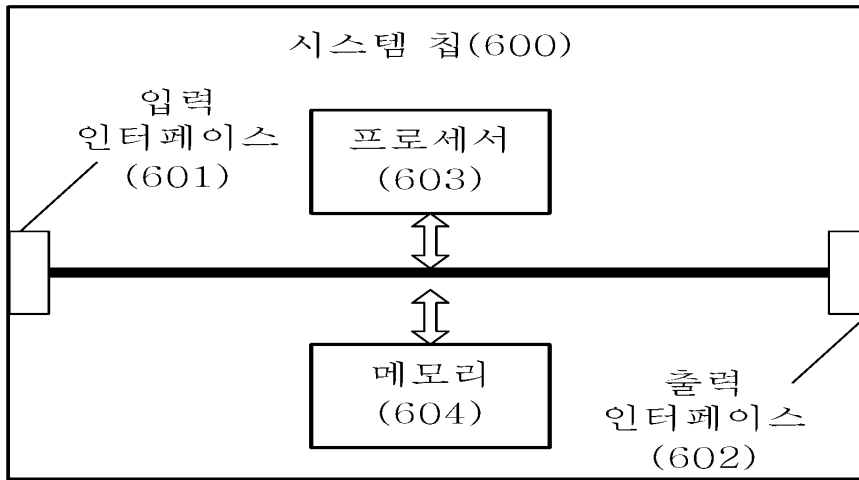 시스템 칩(600)
입력
인터페이스
(601)
프로세서
(603)
메모리
(604)
출력
인터페이스
(602)